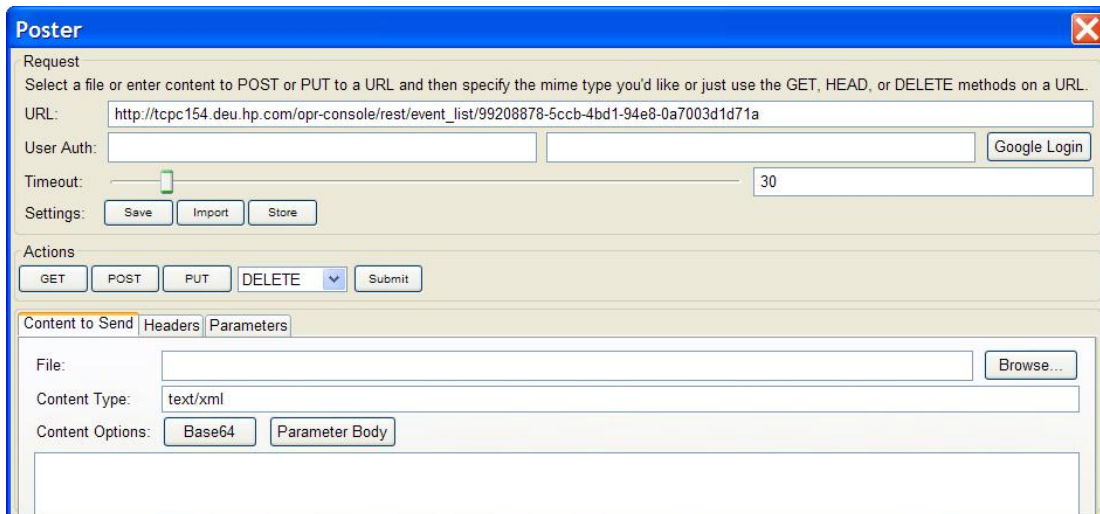 Poster
Request
Select a file or enter content to POST or PUT to a URL and then specify the mime type you'd like or just use the GET, HEAD, or DELETE methods on a URL.
URL: http://tcpc154.deu.hp.com/opr-console/rest/event_list/99208878-5ccb-4bd1-94e8-0a7003d1d71a
User Auth: Google Login
Timeout: 30
Settings: Save Import Store
Actions
GET POST PUT DELETE Submit
Content to Send Headers Parameters
File: Browse...
Content Type: text/xml
Content Options: Base64 Parameter Body